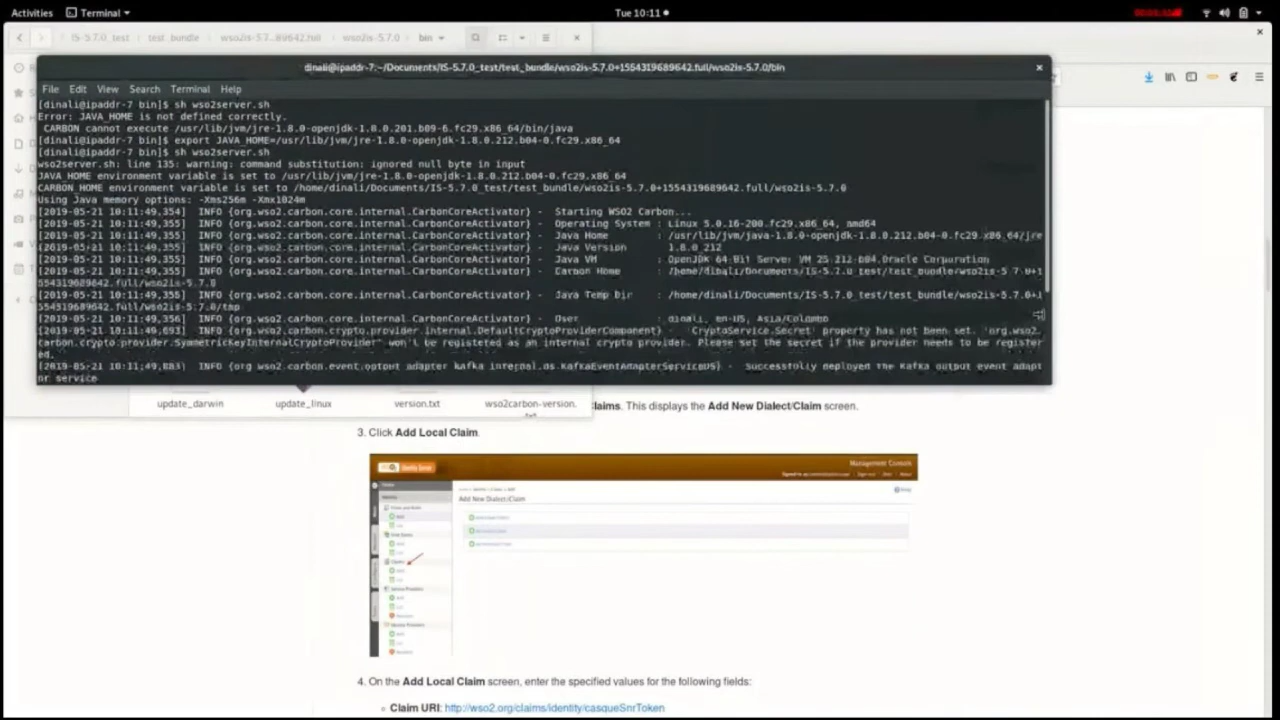 Activities Terminal Tue 10:11
IS-5.7.0_test test_bundle wso2is-5.7...89642.full wso2is-5.7.0 bin
dinali@ipaddr-7:~/Documents/IS-5.7.0_test/test_bundle/wso2is-5.7.0+1554319689642.full/wso2is-5.7.0/bin
File Edit View Search Terminal Help
[dinali@ipaddr-7 bin]$ sh wso2server.sh
Error: JAVA_HOME is not defined correctly.
CARBON cannot execute /usr/lib/jvm/jre-1.8.0-openjdk-1.8.0.201.b09-6.fc29.x86_64/bin/java
[dinali@ipaddr-7 bin]$ export JAVA_HOME=/usr/lib/jvm/jre-1.8.0-openjdk-1.8.0.212.b04-0.fc29.x86_64
[dinali@ipaddr-7 bin]$ sh wso2server.sh
wso2server.sh: line 135: warning: command substitution: ignored null byte in input
JAVA_HOME environment variable is set to /usr/lib/jvm/jre-1.8.0-openjdk-1.8.0.212.b04-0.fc29.x86_64
CARBON_HOME environment variable is set to /home/dinali/Documents/IS-5.7.0_test/test_bundle/wso2is-5.7.0+1554319689642.full/wso2is-5.7.0
Using Java memory options: -Xms256m -Xmx1024m
[2019-05-21 10:11:49,354] INFO {org.wso2.carbon.core.internal.CarbonCoreActivator} - Starting WSO2 Carbon...
[2019-05-21 10:11:49,355] INFO {org.wso2.carbon.core.internal.CarbonCoreActivator} - Operating System : Linux 5.0.16-200.fc29.x86_64, amd64
[2019-05-21 10:11:49,355] INFO {org.wso2.carbon.core.internal.CarbonCoreActivator} - Java Home : /usr/lib/jvm/java-1.8.0-openjdk-1.8.0.212.b04-0.fc29.x86_64/jre
[2019-05-21 10:11:49,355] INFO {org.wso2.carbon.core.internal.CarbonCoreActivator} - Java Version : 1.8.0_212
[2019-05-21 10:11:49,355] INFO {org.wso2.carbon.core.internal.CarbonCoreActivator} - Java VM : OpenJDK 64-Bit Server VM 25.212-b04,Oracle Corporation
[2019-05-21 10:11:49,355] INFO {org.wso2.carbon.core.internal.CarbonCoreActivator} - Carbon Home : /home/dinali/Documents/IS-5.7.0_test/test_bundle/wso2is-5.7.0+1
554319689642.full/wso2is-5.7.0
[2019-05-21 10:11:49,356] INFO {org.wso2.carbon.core.internal.CarbonCoreActivator} - Java Temp Dir : /home/dinali/Documents/IS-5.7.0_test/test_bundle/wso2is-5.7.0+1
554319689642.full/wso2is-5.7.0/tmp
[2019-05-21 10:11:49,356] INFO {org.wso2.carbon.core.internal.CarbonCoreActivator} - User : dinali, en-US, Asia/Colombo
[2019-05-21 10:11:49,693] INFO {org.wso2.carbon.crypto.provider.internal.DefaultCryptoProviderComponent} - 'CryptoService.Secret' property has not been set. 'org.wso2.
carbon.crypto.provider.SymmetricKeyInternalCryptoProvider' won't be registered as an internal crypto provider. Please set the secret if the provider needs to be register
ed.
[2019-05-21 10:11:49,883] INFO {org.wso2.carbon.event.output.adapter.kafka.internal.ds.KafkaEventAdapterServiceDS} - Successfully deployed the Kafka output event adapt
or service
update_darwin update_linux version.txt wso2carbon-version.
txt
laims. This displays the Add New Dialect/Claim screen.
3. Click Add Local Claim.
Management Console
Add New Dialect/Claim
4. On the Add Local Claim screen, enter the specified values for the following fields:
Claim URI: http://wso2.org/claims/identity/casqueSnrToken